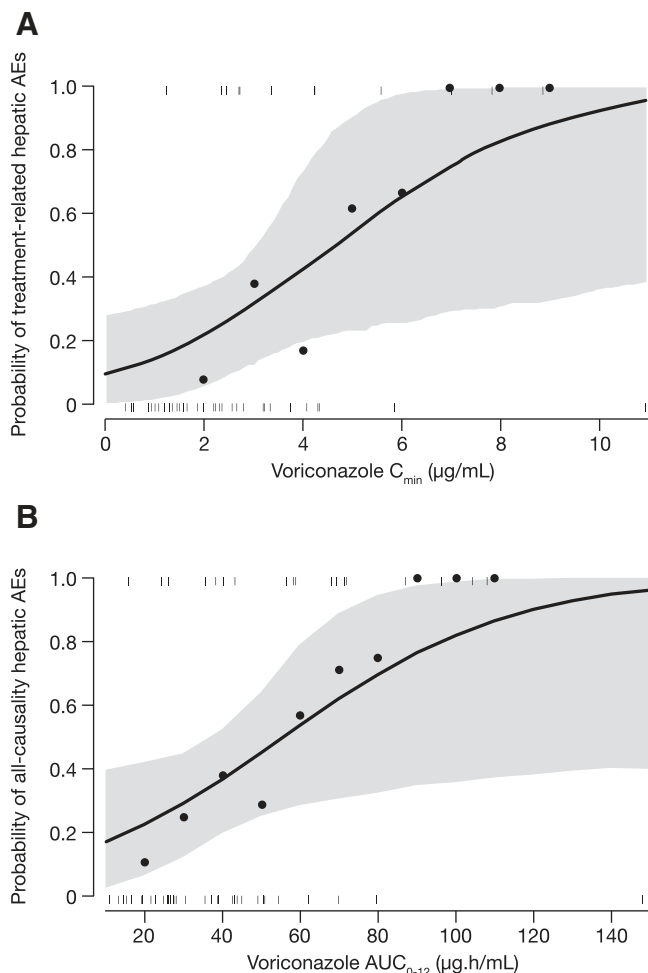 A
Probability of treatment-related hepatic AEs
1.0
0.8
0.6
0.4
0.2
0
0 2 4 6 8 10
Voriconazole Cmin (µg/mL)
B
Probability of all-causality hepatic AEs
1.0
0.8
0.6
0.4
0.2
0
20 40 60 80 100 120 140
Voriconazole AUC0-12 (µg.h/mL)